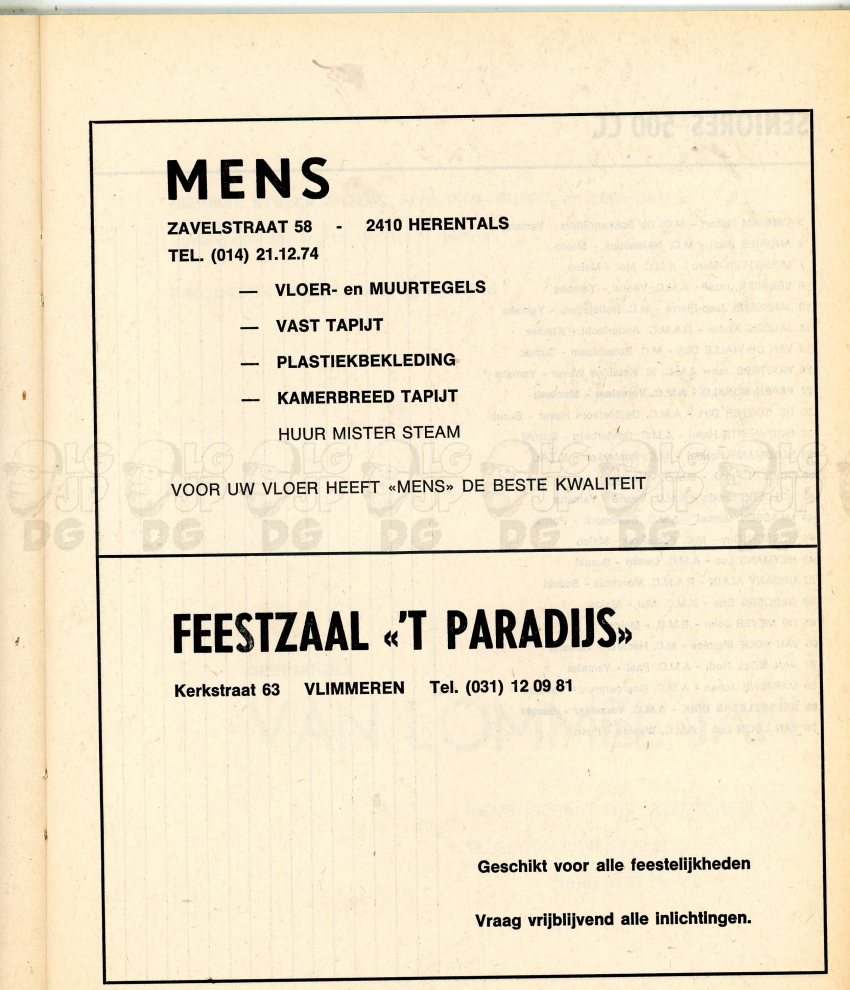 MENS
ZAVELSTRAAT 58 - 2410 HERENTALS
TEL. (014) 21.12.74
— VLOER- en MUURTEGELS
— VAST TAPIJT
— PLASTIEKBEKLEDING
— KAMERBREED TAPIJT
HUUR MISTER STEAM
VOOR UW VLOER HEEFT «MENS» DE BESTE KWALITEIT
FEESTZAAL «'T PARADIJS»
Kerkstraat 63 VLIMMEREN Tel. (031) 12 09 81
Geschikt voor alle feestelijkheden
Vraag vrijblijvend alle inlichtingen.